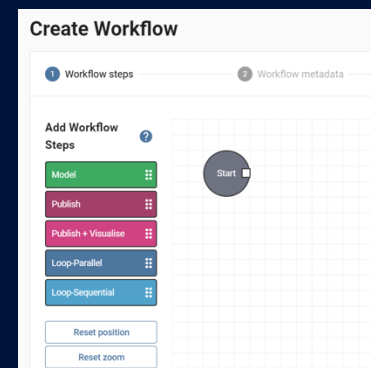 Create Workflow
1 Workflow steps
2 Workflow metadata
Add Workflow
Steps
?
Model
Publish
Publish + Visualise
Loop-Parallel
Loop-Sequential
Reset position
Reset zoom
Start